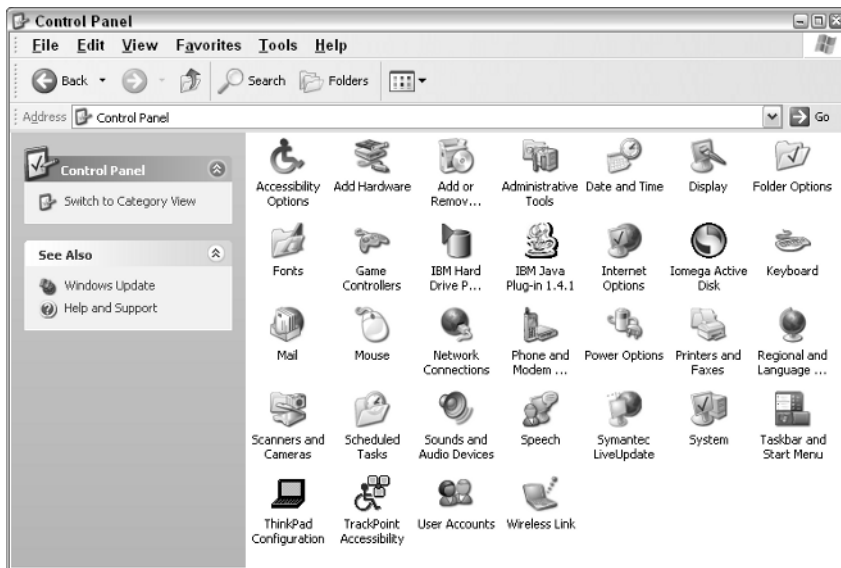 Control Panel
File Edit View Favorites Tools Help
Back Search Folders
Address Control Panel Go
Control Panel
Switch to Category View
See Also
Windows Update
Help and Support
Accessibility Options
Add Hardware
Add or Remov...
Administrative Tools
Date and Time
Display
Folder Options
Fonts
Game Controllers
IBM Hard Drive P...
IBM Java Plug-in 1.4.1
Internet Options
Iomega Active Disk
Keyboard
Mail
Mouse
Network Connections
Phone and Modem ...
Power Options
Printers and Faxes
Regional and Language ...
Scanners and Cameras
Scheduled Tasks
Sounds and Audio Devices
Speech
Symantec LiveUpdate
System
Taskbar and Start Menu
ThinkPad Configuration
TrackPoint Accessibility
User Accounts
Wireless Link